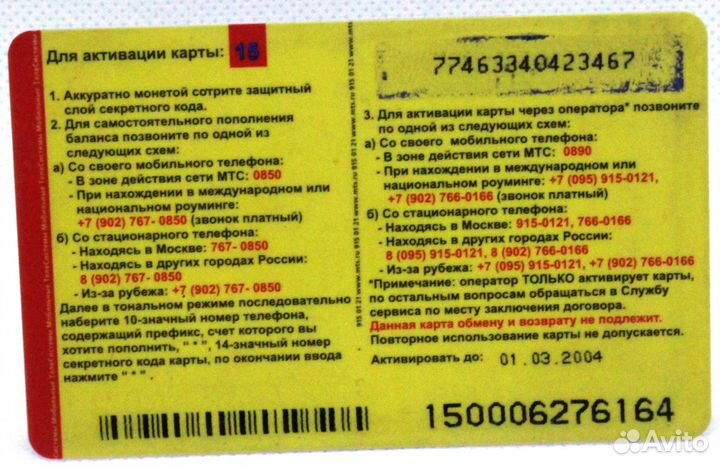 Для активации карты: 15
1. Аккуратно монетой сотрите защитный
слой секретного кода.
2. Для самостоятельного пополнения
баланса позвоните по одной из
следующих схем:
а) Со своего мобильного телефона:
- В зоне действия сети МТС: 0850
- При нахождении в международном или
национальном роуминге:
+7 (902) 767- 0850 (звонок платный)
б) Со стационарного телефона:
- Находясь в Москве: 767- 0850
- Находясь в других городах России:
8 (902) 767- 0850
- Из-за рубежа: +7 (902) 767- 0850
Далее в тональном режиме последовательно
наберите 10-значный номер телефона,
содержащий префикс, счет которого вы
хотите пополнить, " * ", 14-значный номер
секретного кода карты, по окончании ввода
нажмите " * ".
77463340423467
3. Для активации карты через оператора* позвоните
по одной из следующих схем:
а) Со своего мобильного телефона:
- В зоне действия сети МТС: 0890
- При нахождении в международном или
национальном роуминге: +7 (095) 915-0121,
+7 (902) 766-0166 (звонок платный)
б) Со стационарного телефона:
- Находясь в Москве: 915-0121, 766-0166
- Находясь в других городах России:
8 (095) 915-0121, 8 (902) 766-0166
- Из-за рубежа: +7 (095) 915-0121, +7 (902) 766-0166
*Примечание: оператор ТОЛЬКО активирует карты,
по остальным вопросам обращаться в Службу
сервиса по месту заключения договора.
Данная карта обмену и возврату не подлежит.
Повторное использование карты не допускается.
Активировать до: 01.03.2004
150006276164
Мобильные ТелеСистемы
www.mts.ru 915 01 21
Avito